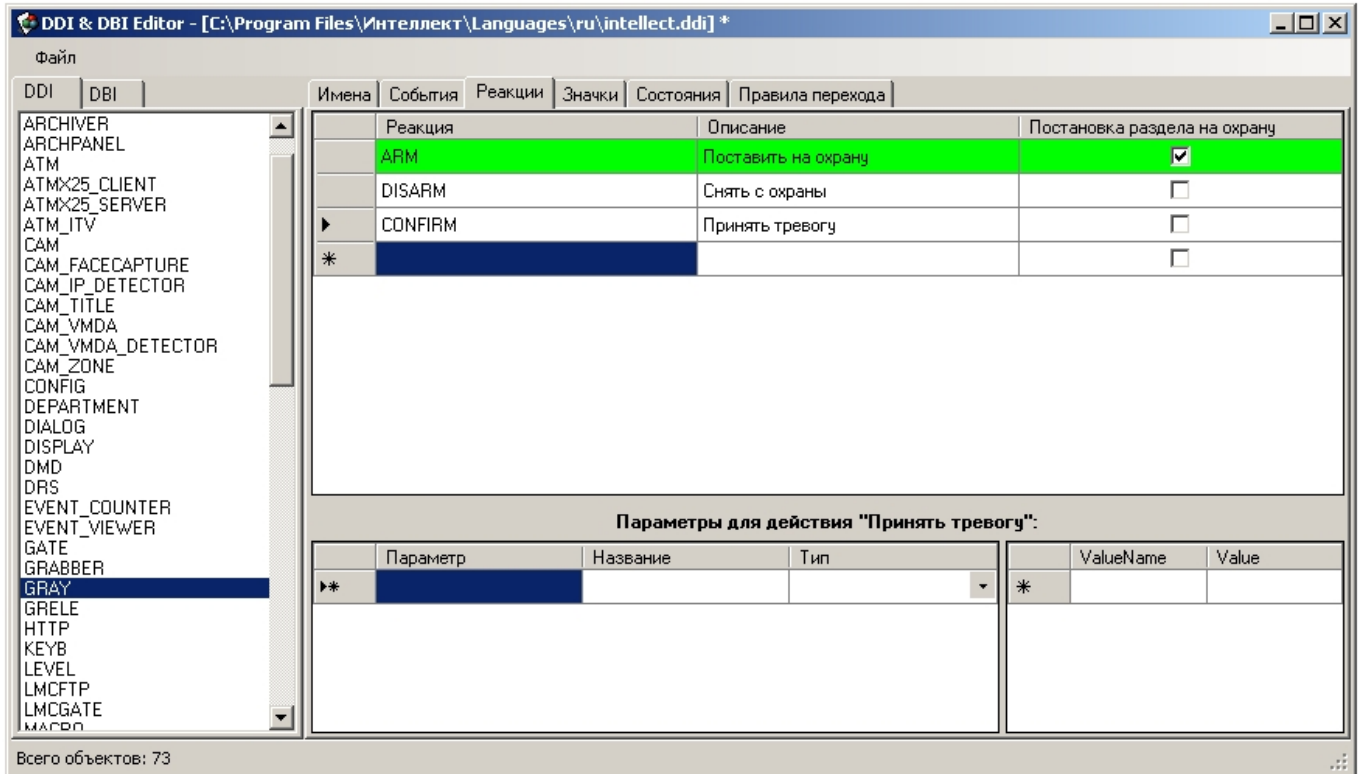 DDI & DBI Editor - [C:\Program Files\Интеллект\Languages\ru\intellect.ddi] *
Файл
DDI DBI
ARCHIVER
ARCHPANEL
ATM
ATMX25_CLIENT
ATMX25_SERVER
ATM_ITV
CAM
CAM_FACECAPTURE
CAM_IP_DETECTOR
CAM_TITLE
CAM_VMDA
CAM_VMDA_DETECTOR
CAM_ZONE
CONFIG
DEPARTMENT
DIALOG
DISPLAY
DMD
DRS
EVENT_COUNTER
EVENT_VIEWER
GATE
GRABBER
GRAY
GRELE
HTTP
KEYB
LEVEL
LMCFTP
LMCGATE
MACRO
Имена События Реакции Значки Состояния Правила перехода
Реакция Описание Постановка раздела на охрану
ARM Поставить на охрану
DISARM Снять с охраны
CONFIRM Принять тревогу
Параметры для действия "Принять тревогу":
Параметр Название Тип
ValueName Value
Всего объектов: 73